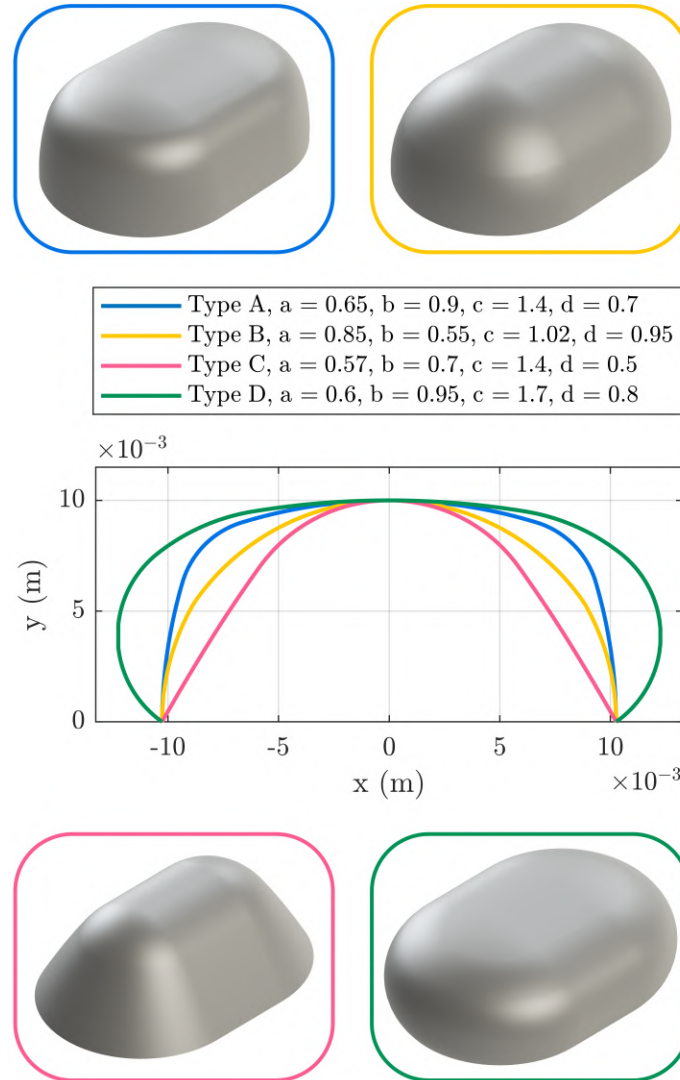 Type A, a = 0.65, b = 0.9, c = 1.4, d = 0.7
Type B, a = 0.85, b = 0.55, c = 1.02, d = 0.95
Type C, a = 0.57, b = 0.7, c = 1.4, d = 0.5
Type D, a = 0.6, b = 0.95, c = 1.7, d = 0.8
×10⁻³
10
5
0
y (m)
-10 -5 0 5 10
x (m)
×10⁻³